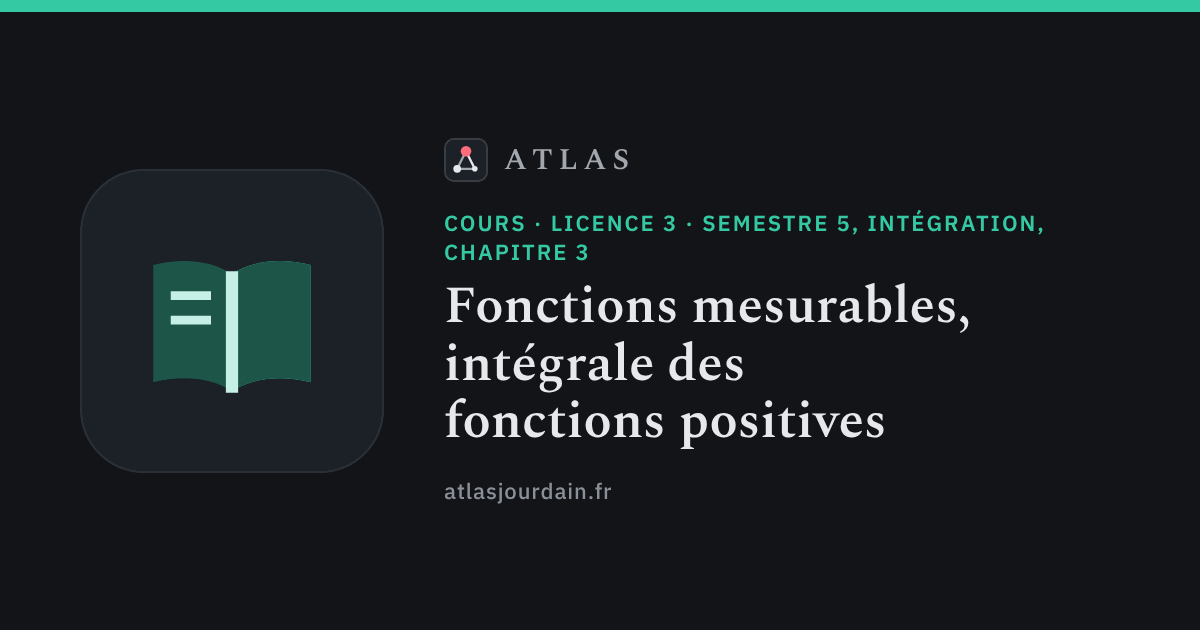 ATLAS
COURS · LICENCE 3 · SEMESTRE 5, INTÉGRATION,
CHAPITRE 3
Fonctions mesurables,
intégrale des
fonctions positives
atlasjourdain.fr